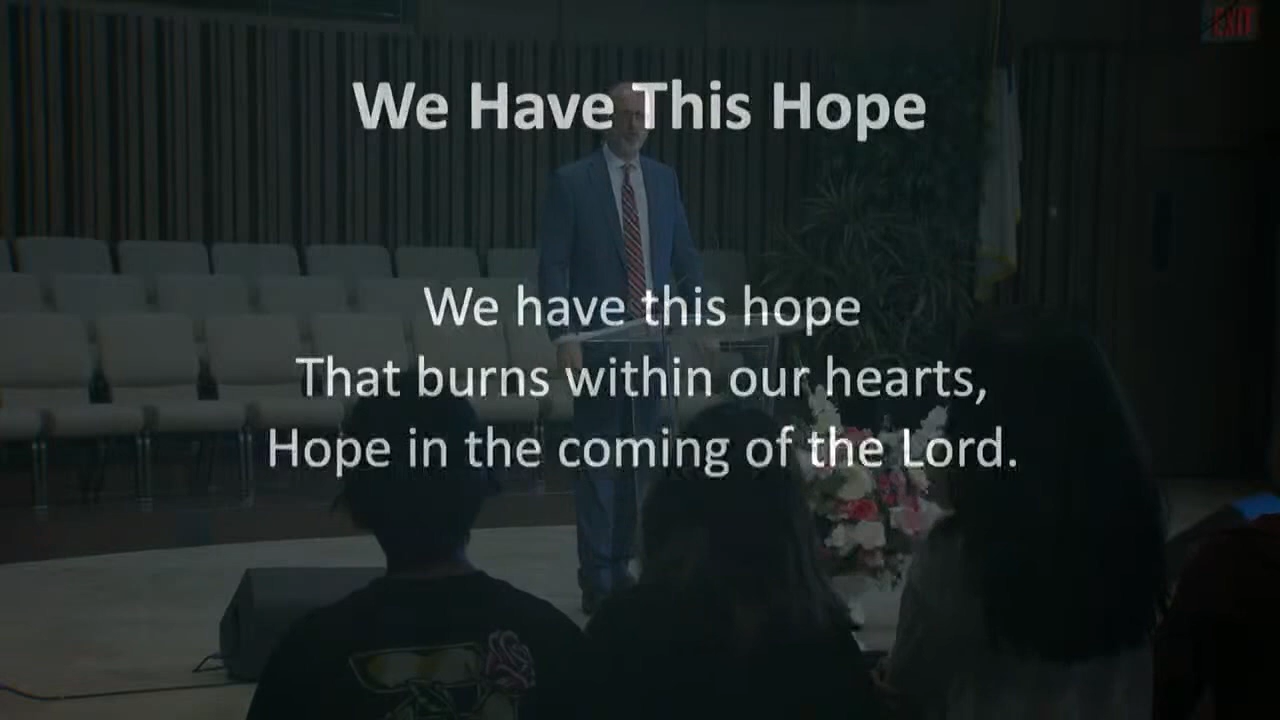 EXIT
We Have This Hope
We have this hope
That burns within our hearts,
Hope in the coming of the Lord.